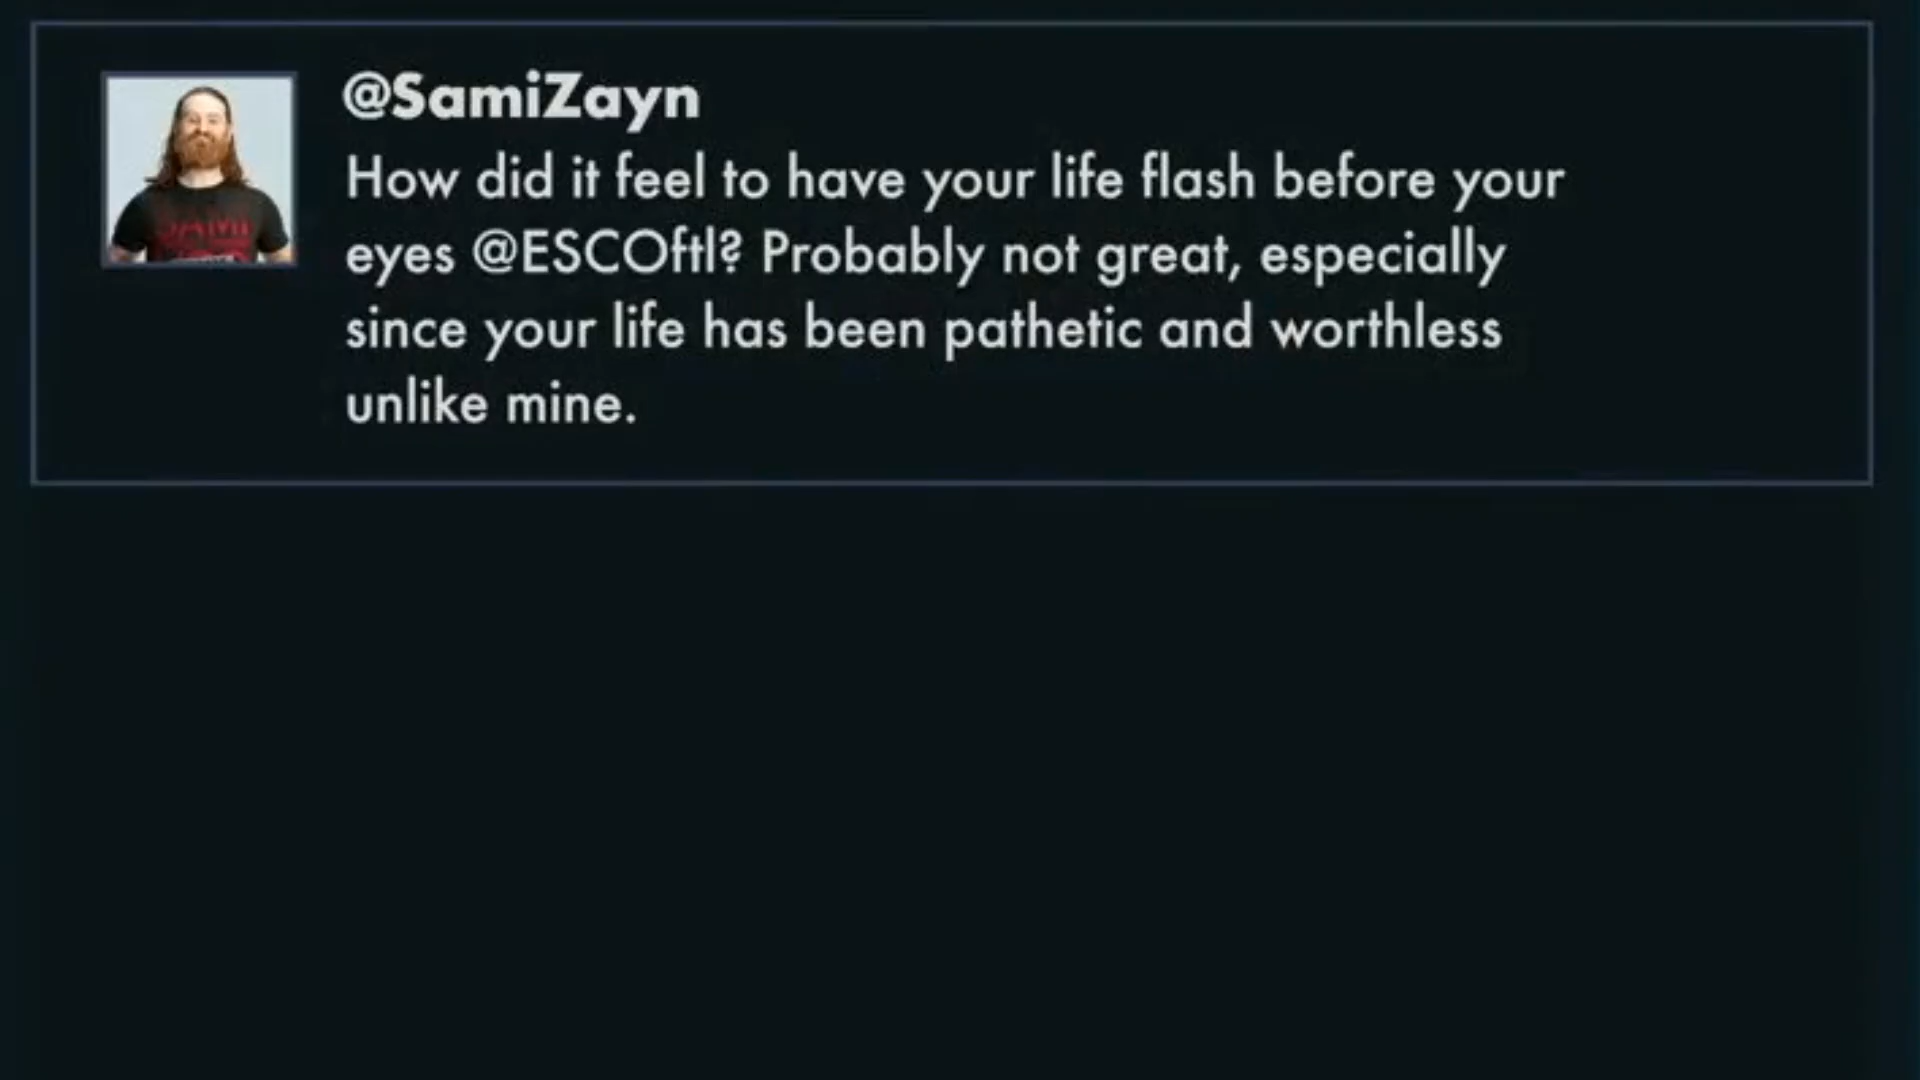 @SamiZayn
How did it feel to have your life flash before your
eyes @ESCOftl? Probably not great, especially
since your life has been pathetic and worthless
unlike mine.